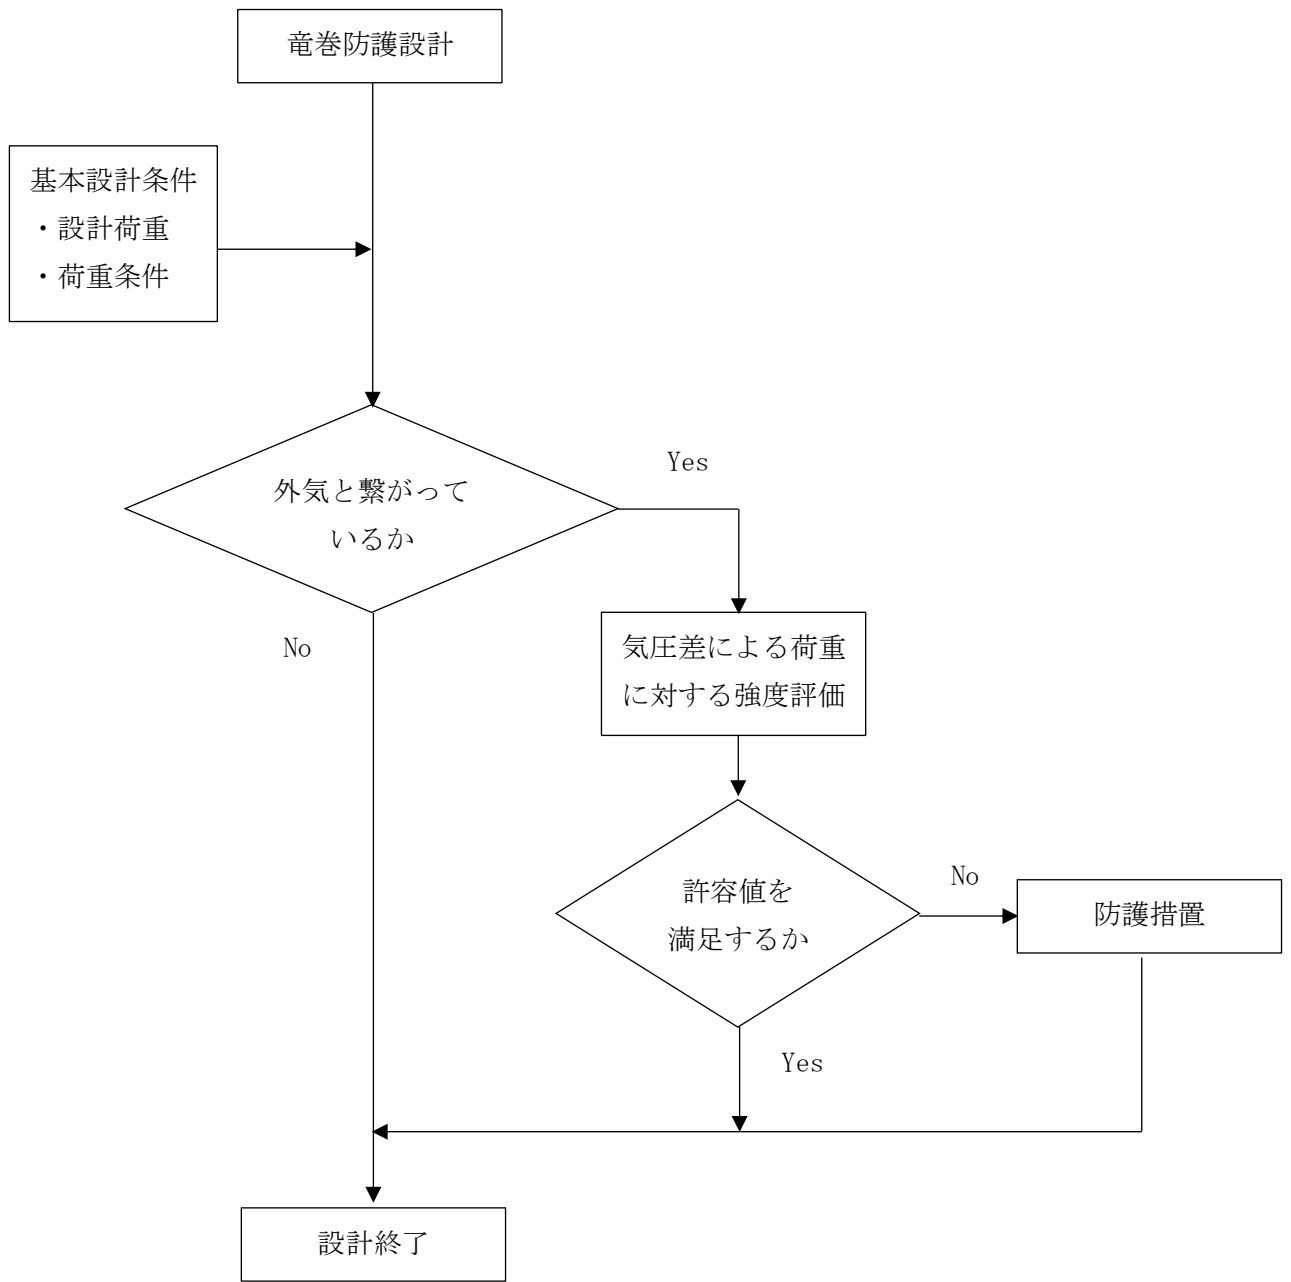 竜巻防護設計
基本設計条件
・設計荷重
・荷重条件
外気と繋がって
いるか
Yes
No
気圧差による荷重
に対する強度評価
許容値を
満足するか
No
防護措置
Yes
設計終了